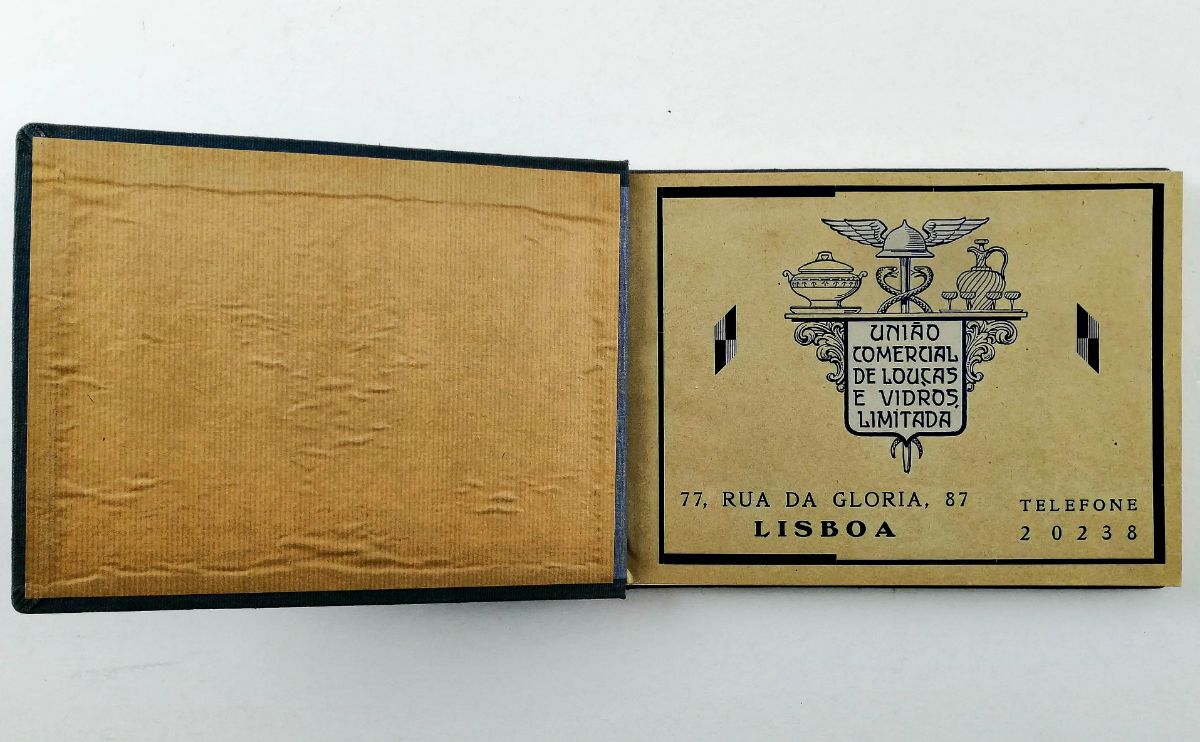 UNIÃO
COMERCIAL
DE LOUÇAS
E VIDROS,
LIMITADA
77, RUA DA GLORIA, 87
LISBOA
TELEFONE
20238